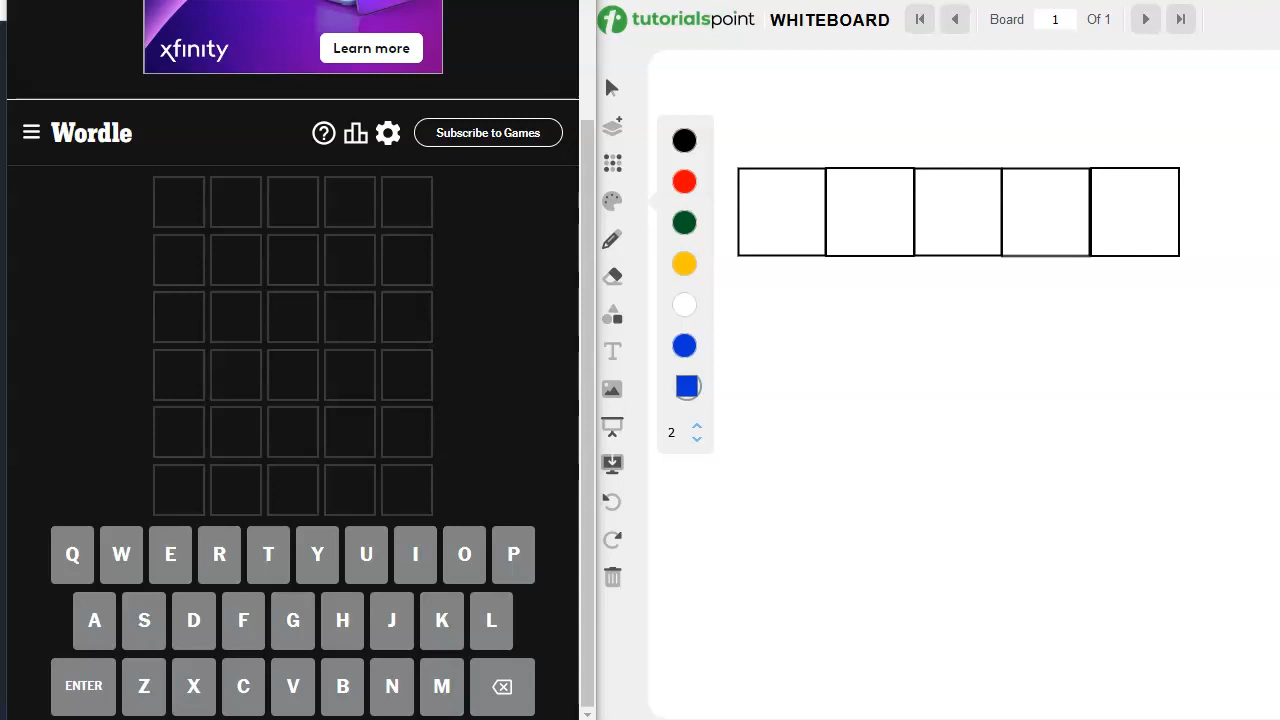 xfinity
Learn more
Wordle
Subscribe to Games
Q W E R T Y U I O P
A S D F G H J K L
ENTER Z X C V B N M
tutorialspoint WHITEBOARD Board 1 Of 1
T
2